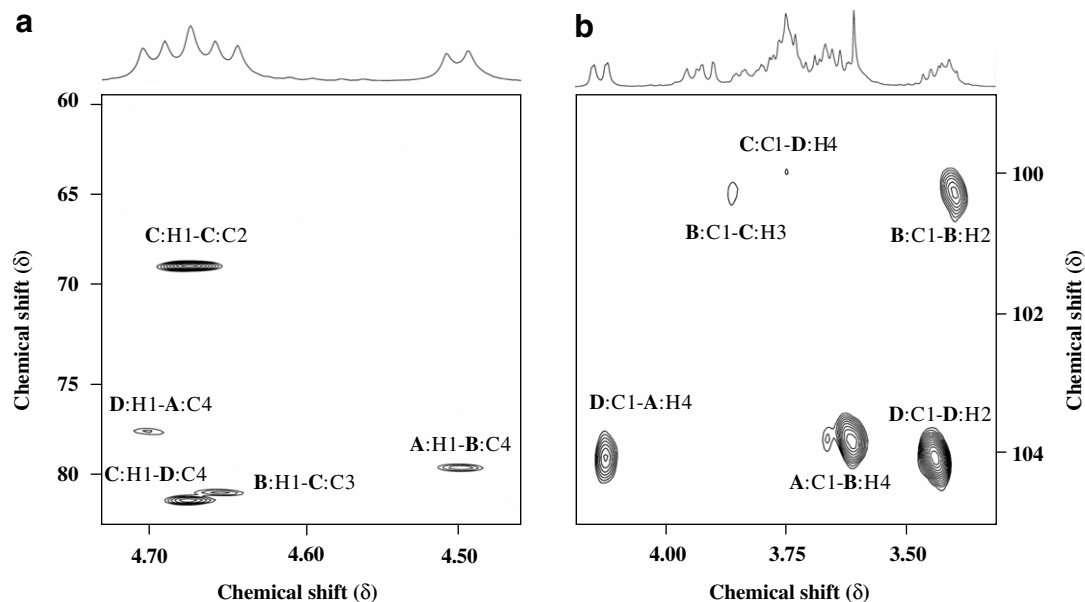 a
60
65
70
75
80
Chemical shift (δ)
C:H1-C:C2
D:H1-A:C4
C:H1-D:C4
B:H1-C:C3
A:H1-B:C4
4.70
4.60
4.50
Chemical shift (δ)
b
C:C1-D:H4
B:C1-C:H3
B:C1-B:H2
D:C1-A:H4
A:C1-B:H4
D:C1-D:H2
100
102
104
Chemical shift (δ)
4.00
3.75
3.50
Chemical shift (δ)